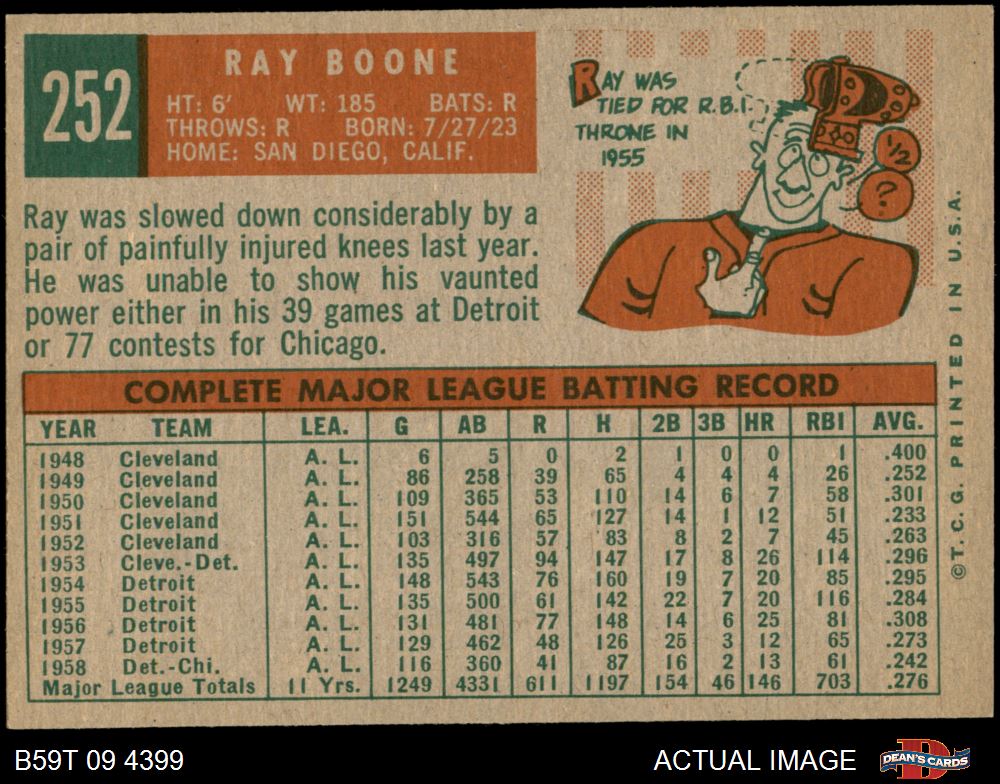 252
RAY BOONE
HT: 6' WT: 185 BATS: R
THROWS: R BORN: 7/27/23
HOME: SAN DIEGO, CALIF.
RAY WAS
TIED FOR R.B.I.
THRONE IN
1955
1/2
?
Ray was slowed down considerably by a
pair of painfully injured knees last year.
He was unable to show his vaunted
power either in his 39 games at Detroit
or 77 contests for Chicago.
COMPLETE MAJOR LEAGUE BATTING RECORD
YEAR TEAM LEA. G AB R H 2B 3B HR RBI AVG.
1948 Cleveland A. L. 6 5 0 2 1 0 0 1 .400
1949 Cleveland A. L. 86 258 39 65 4 4 4 26 .252
1950 Cleveland A. L. 109 365 53 110 14 6 7 58 .301
1951 Cleveland A. L. 151 544 65 127 14 1 12 51 .233
1952 Cleveland A. L. 103 316 57 83 8 2 7 45 .263
1953 Cleve.-Det. A. L. 135 497 94 147 17 8 26 114 .296
1954 Detroit A. L. 148 543 76 160 19 7 20 85 .295
1955 Detroit A. L. 135 500 61 142 22 7 20 116 .284
1956 Detroit A. L. 131 481 77 148 14 6 25 81 .308
1957 Detroit A. L. 129 462 48 126 25 3 12 65 .273
1958 Det.-Chi. A. L. 116 360 41 87 16 2 13 61 .242
Major League Totals 11 Yrs. 1249 4331 611 1197 154 46 146 703 .276
©T. C. G. PRINTED IN U.S.A.
B59T 09 4399
ACTUAL IMAGE
DEAN'S CARDS